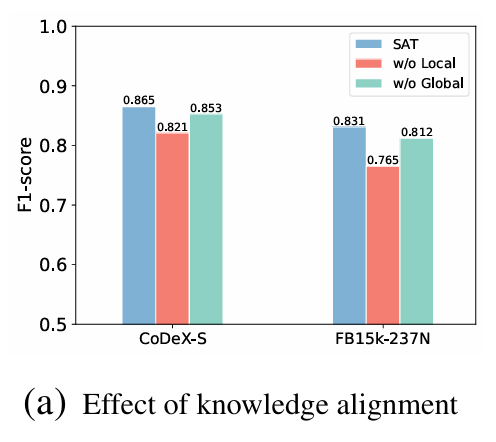 1.0
0.9
0.8
0.7
0.6
0.5
F1-score
SAT
w/o Local
w/o Global
0.865
0.821
0.853
0.831
0.765
0.812
CoDeX-S
FB15k-237N
(a) Effect of knowledge alignment